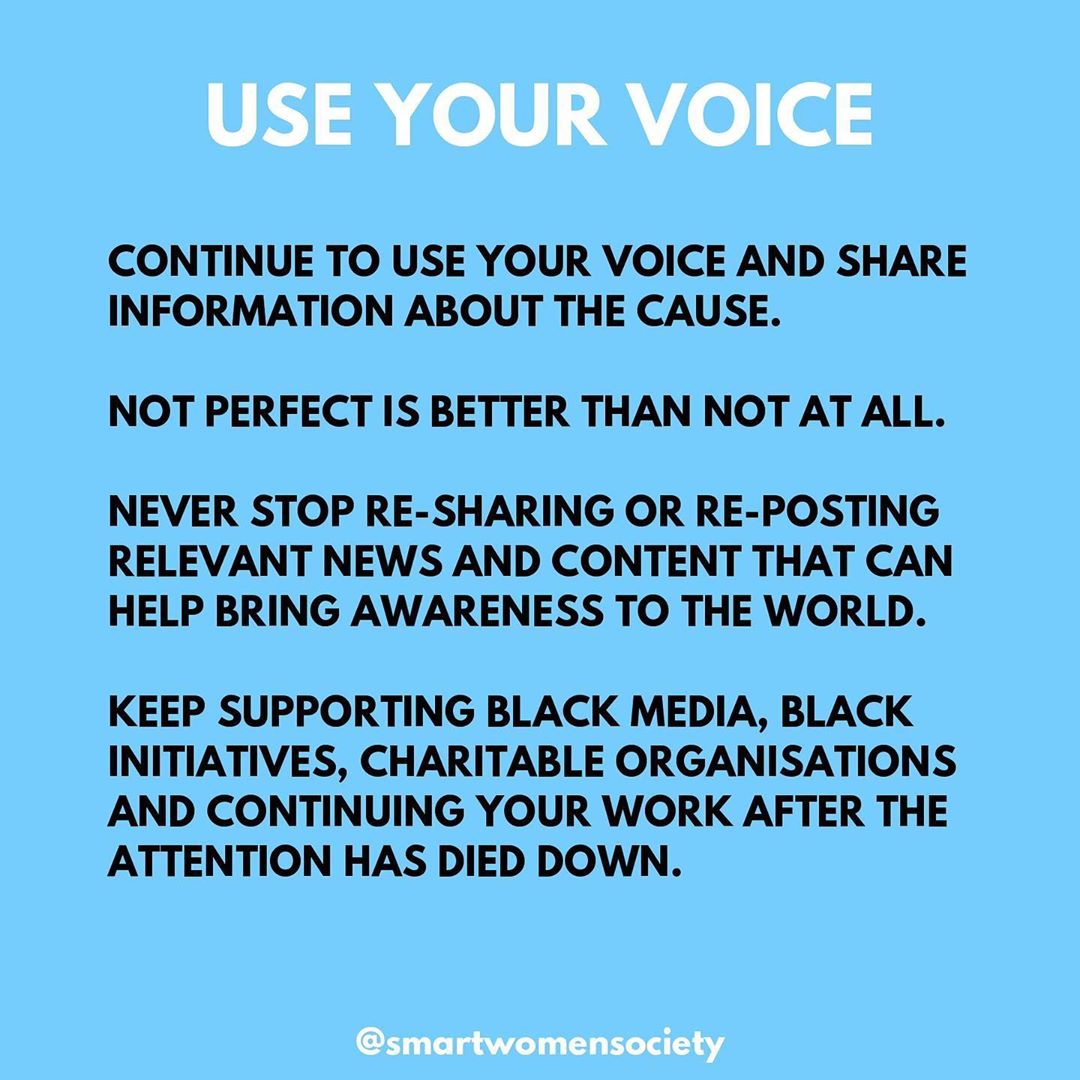 USE YOUR VOICE
CONTINUE TO USE YOUR VOICE AND SHARE
INFORMATION ABOUT THE CAUSE.
NOT PERFECT IS BETTER THAN NOT AT ALL.
NEVER STOP RE-SHARING OR RE-POSTING
RELEVANT NEWS AND CONTENT THAT CAN
HELP BRING AWARENESS TO THE WORLD.
KEEP SUPPORTING BLACK MEDIA, BLACK
INITIATIVES, CHARITABLE ORGANISATIONS
AND CONTINUING YOUR WORK AFTER THE
ATTENTION HAS DIED DOWN.
@smartwomensociety